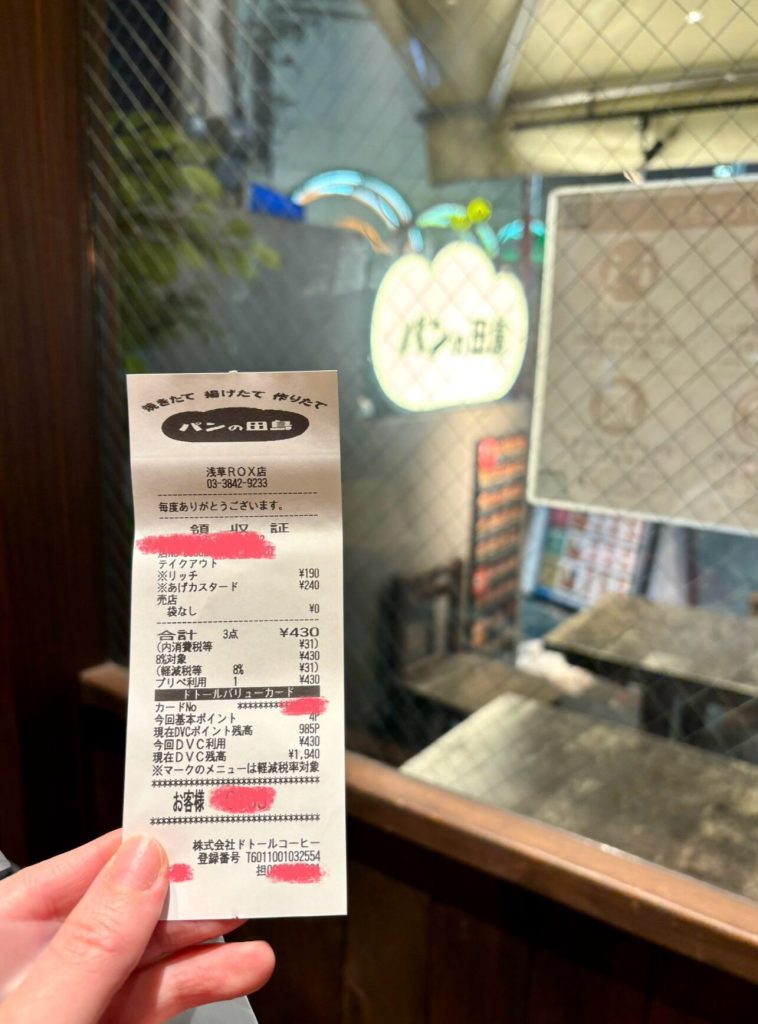 パンの田島
焼きたて 揚げたて 作りたて
パンの田島
浅草ROX店
03-3842-9233
毎度ありがとうございます。
領 収 証
テイクアウト
※リッチ ¥190
※あげカスタード ¥240
売店
袋なし ¥0
合計 3点 ¥430
(内消費税等 ¥31)
8%対象 ¥430
(軽減税等 8% ¥31)
プリペ利用 1 ¥430
ドトールバリューカード
カードNo
今回基本ポイント 4P
現在DVCポイント残高 985P
今回DVC利用 ¥430
現在DVC残高 ¥1,940
※マークのメニューは軽減税率対象
お客様
株式会社ドトールコーヒー
登録番号 T6011001032554
担